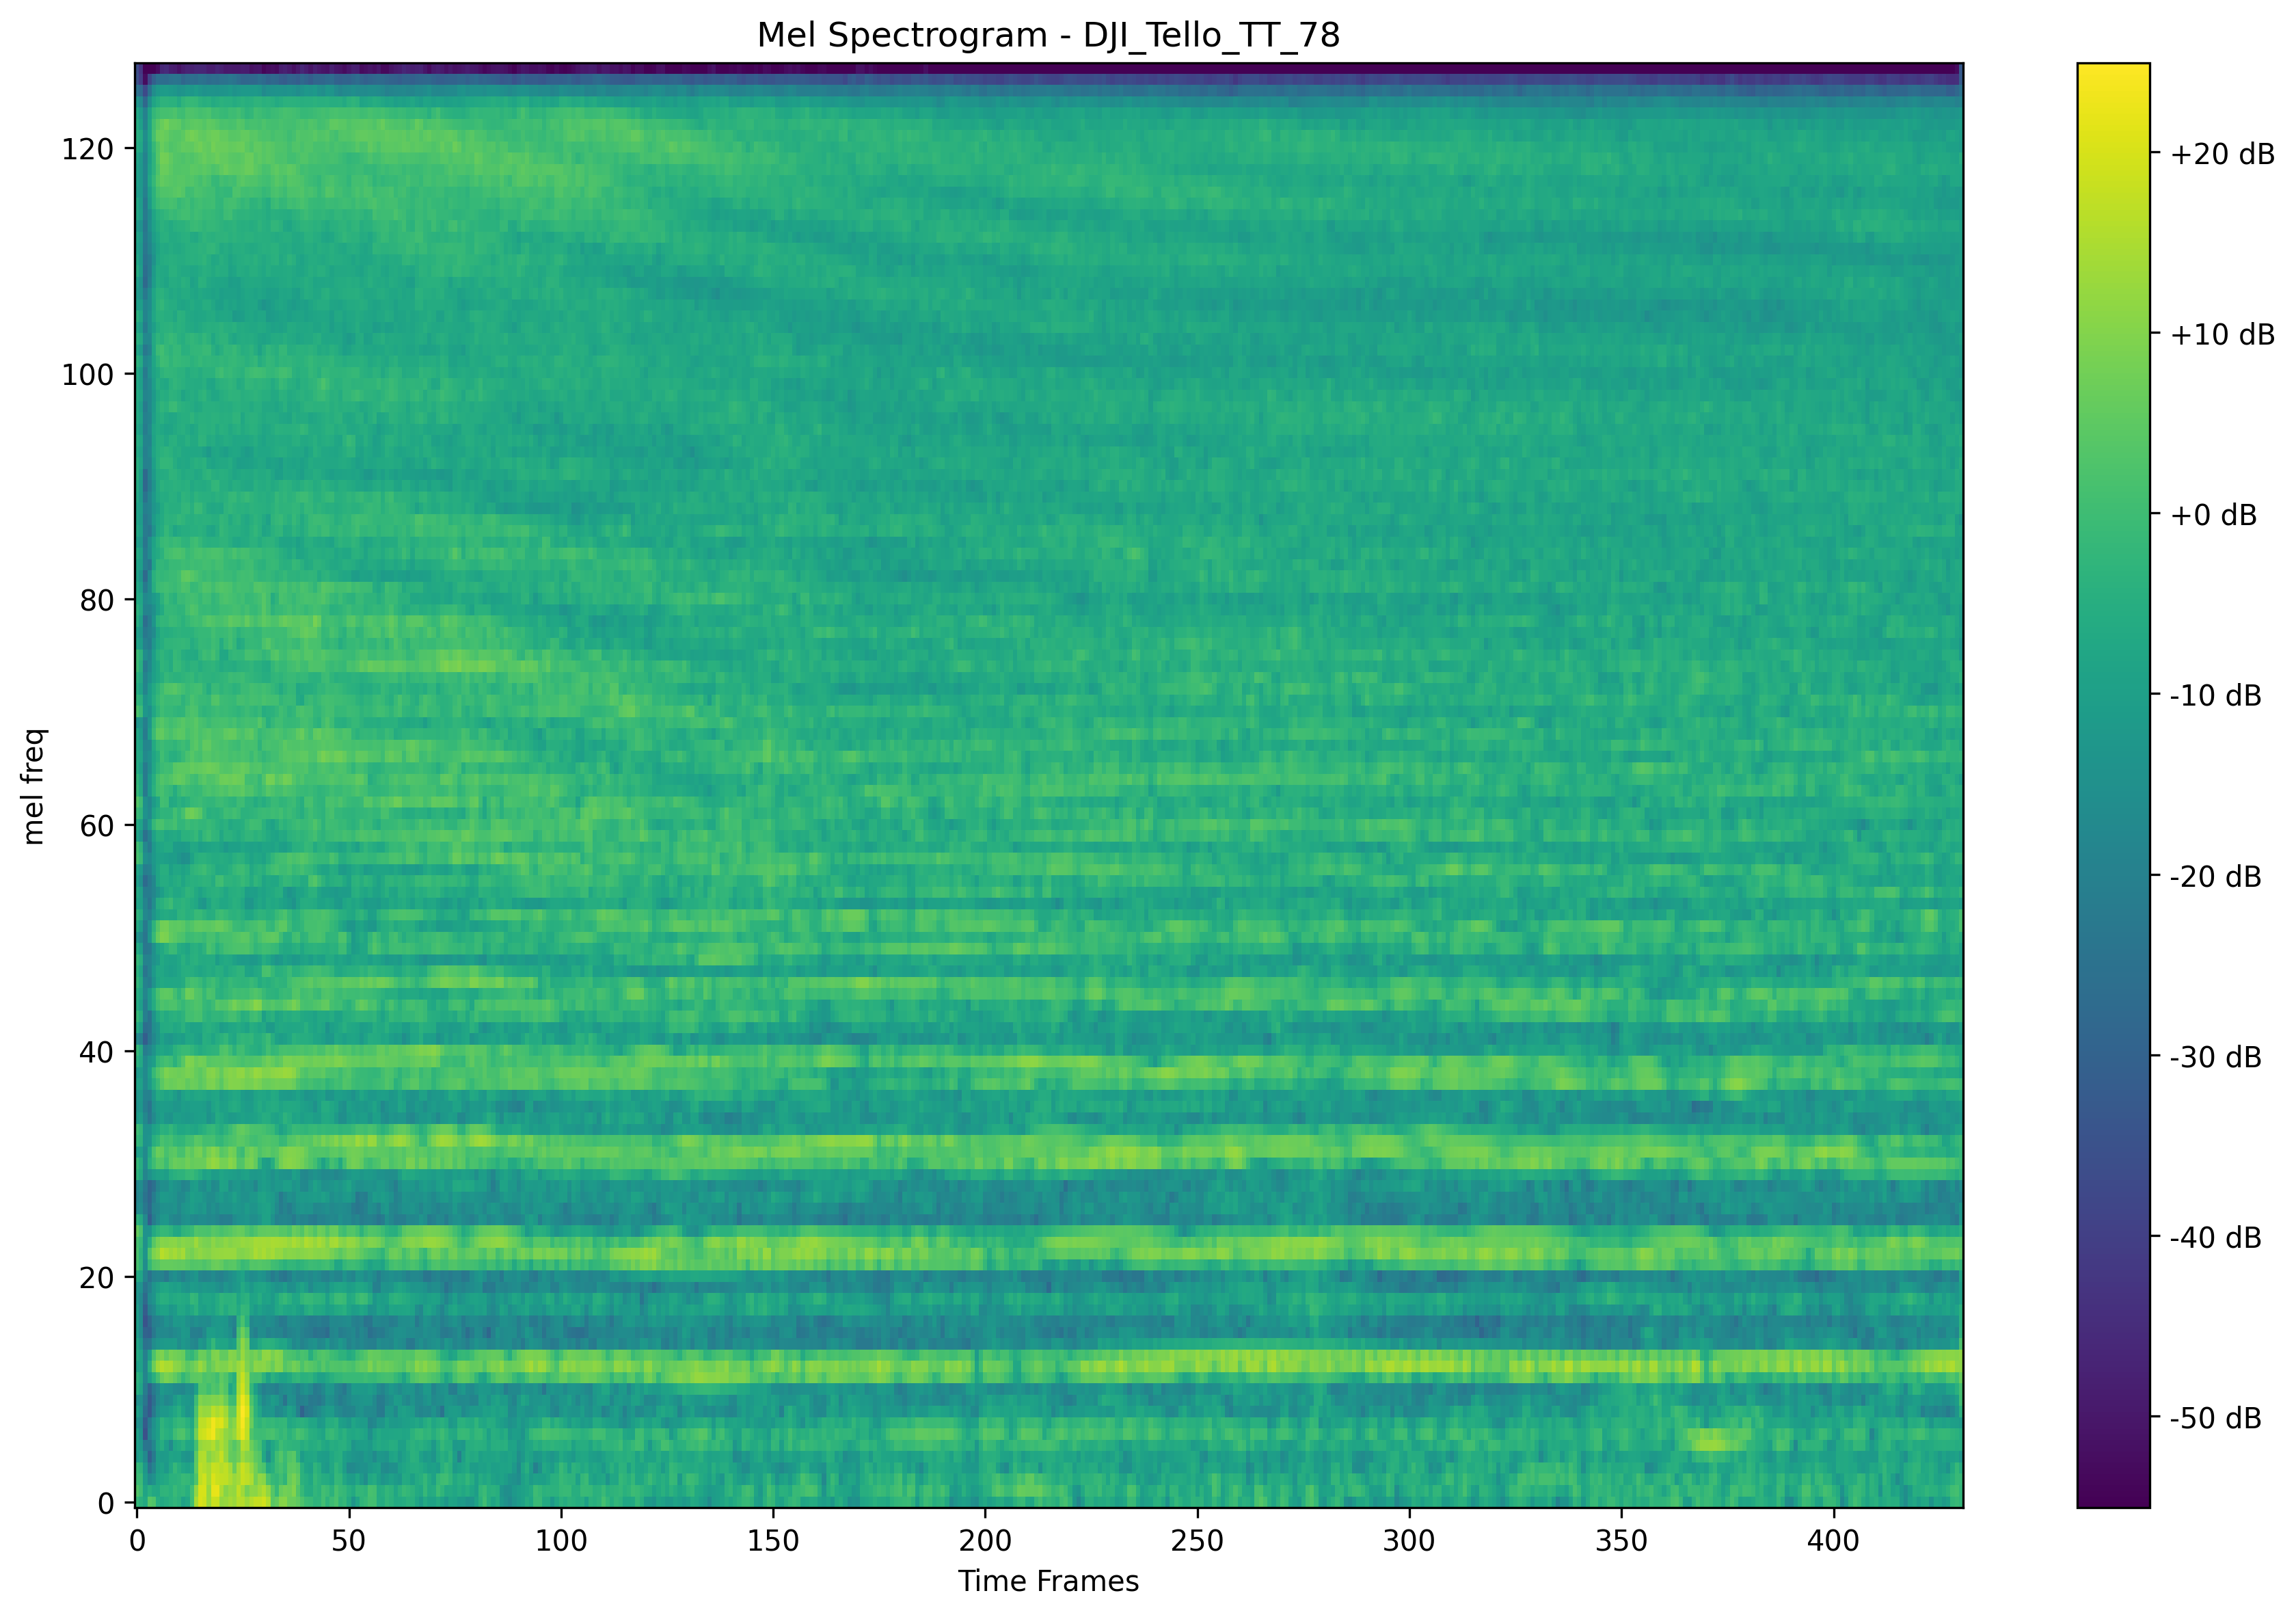 Mel Spectrogram - DJI_Tello_TT_78
mel freq
120
100
80
60
40
20
0
0 50 100 150 200 250 300 350 400
Time Frames
+20 dB
+10 dB
+0 dB
-10 dB
-20 dB
-30 dB
-40 dB
-50 dB